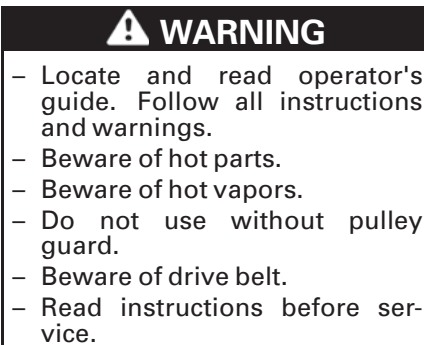 WARNING
– Locate and read operator's
guide. Follow all instructions
and warnings.
– Beware of hot parts.
– Beware of hot vapors.
– Do not use without pulley
guard.
– Beware of drive belt.
– Read instructions before ser-
vice.